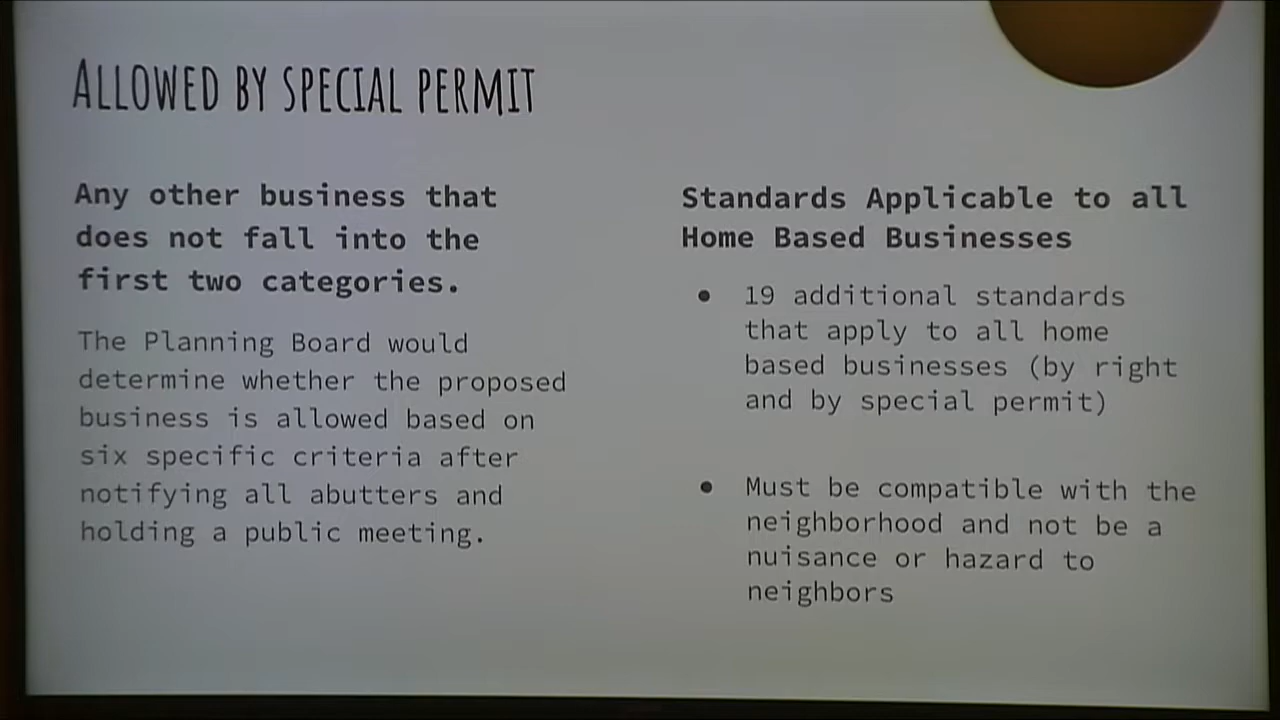 ALLOWED BY SPECIAL PERMIT
Any other business that
does not fall into the
first two categories.
The Planning Board would
determine whether the proposed
business is allowed based on
six specific criteria after
notifying all abutters and
holding a public meeting.
Standards Applicable to all
Home Based Businesses
● 19 additional standards
that apply to all home
based businesses (by right
and by special permit)
● Must be compatible with the
neighborhood and not be a
nuisance or hazard to
neighbors